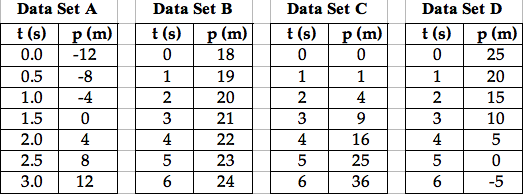 Data Set A Data Set B Data Set C Data Set D
t (s) p (m) t (s) p (m) t (s) p (m) t (s) p (m)
0.0 -12 0 18 0 0 0 25
0.5 -8 1 19 1 1 1 20
1.0 -4 2 20 2 4 2 15
1.5 0 3 21 3 9 3 10
2.0 4 4 22 4 16 4 5
2.5 8 5 23 5 25 5 0
3.0 12 6 24 6 36 6 -5